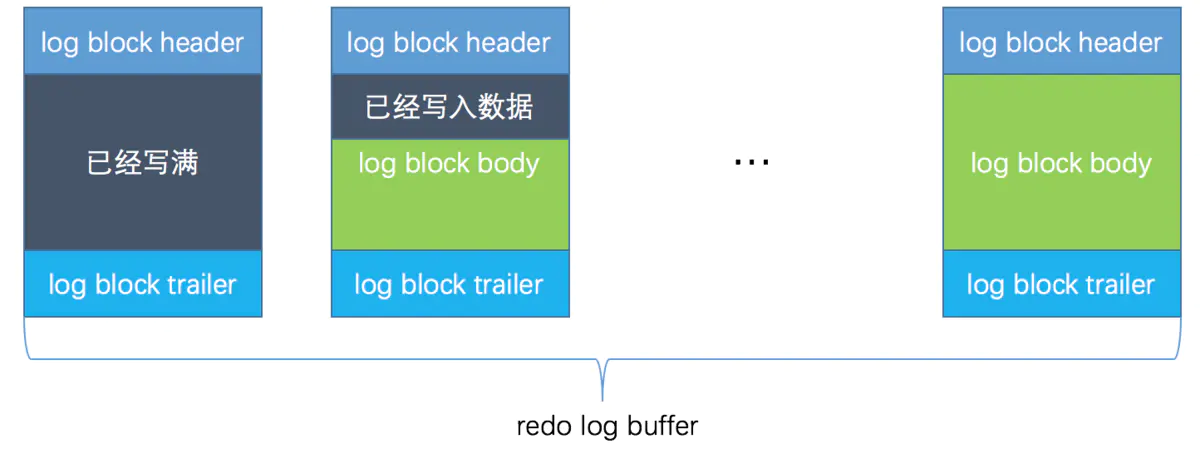 log block header
已经写满
log block trailer
log block header
已经写入数据
log block body
log block trailer
...
log block header
log block body
log block trailer
redo log buffer